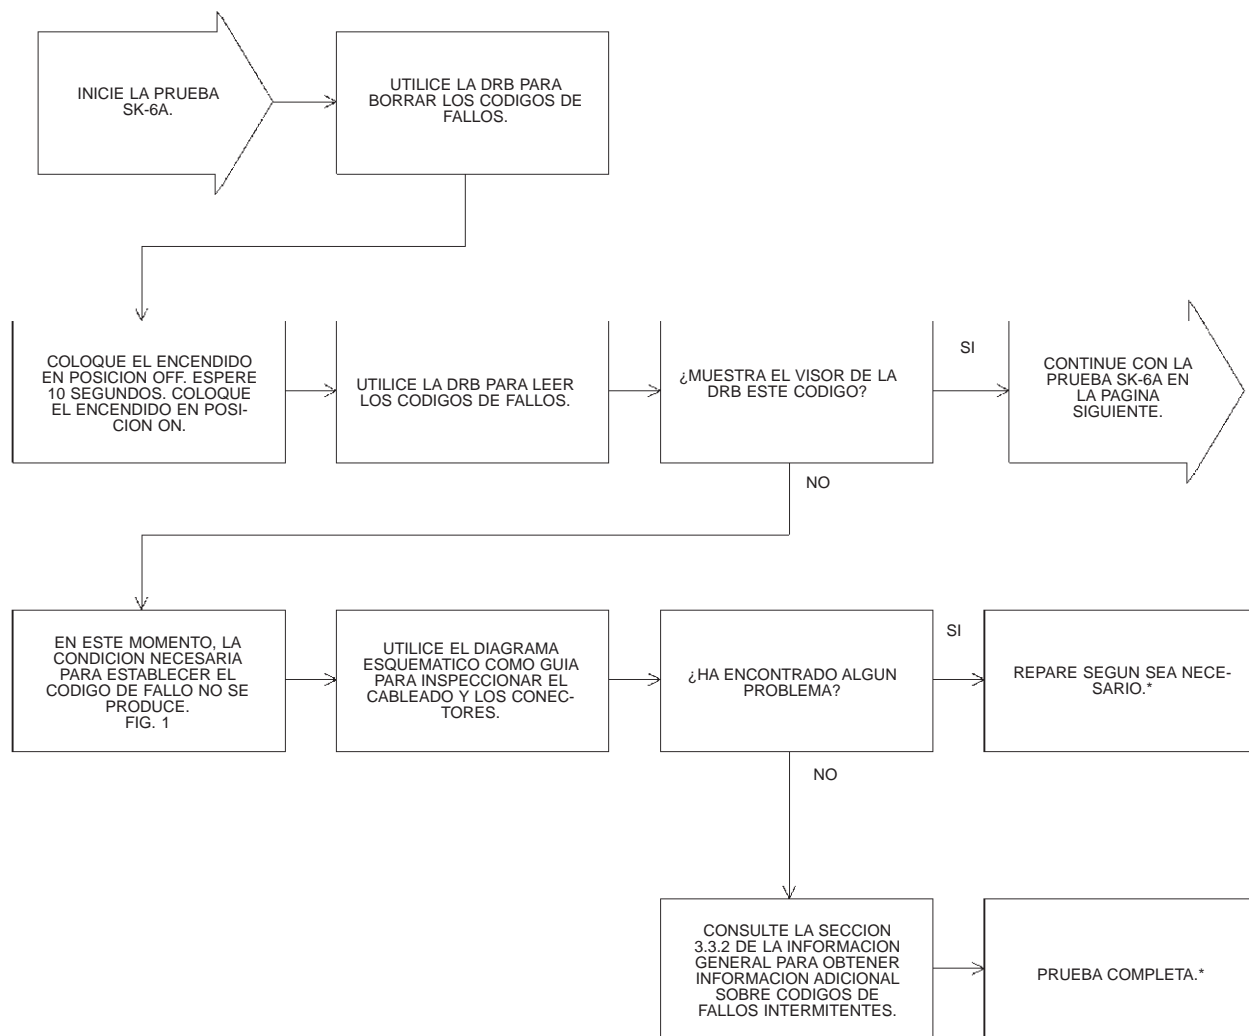 INICIE LA PRUEBA
SK-6A.
UTILICE LA DRB PARA
BORRAR LOS CODIGOS DE
FALLOS.
COLOQUE EL ENCENDIDO
EN POSICION OFF. ESPERE
10 SEGUNDOS. COLOQUE
EL ENCENDIDO EN POSI-
CION ON.
UTILICE LA DRB PARA LEER
LOS CODIGOS DE FALLOS.
¿MUESTRA EL VISOR DE LA
DRB ESTE CODIGO?
SI
CONTINUE CON LA
PRUEBA SK-6A EN
LA PAGINA
SIGUIENTE.
NO
EN ESTE MOMENTO, LA
CONDICION NECESARIA
PARA ESTABLECER EL
CODIGO DE FALLO NO SE
PRODUCE.
FIG. 1
UTILICE EL DIAGRAMA
ESQUEMATICO COMO GUIA
PARA INSPECCIONAR EL
CABLEADO Y LOS CONEC-
TORES.
¿HA ENCONTRADO ALGUN
PROBLEMA?
SI
REPARE SEGUN SEA NECE-
SARIO.*
NO
CONSULTE LA SECCION
3.3.2 DE LA INFORMACION
GENERAL PARA OBTENER
INFORMACION ADICIONAL
SOBRE CODIGOS DE
FALLOS INTERMITENTES.
PRUEBA COMPLETA.*